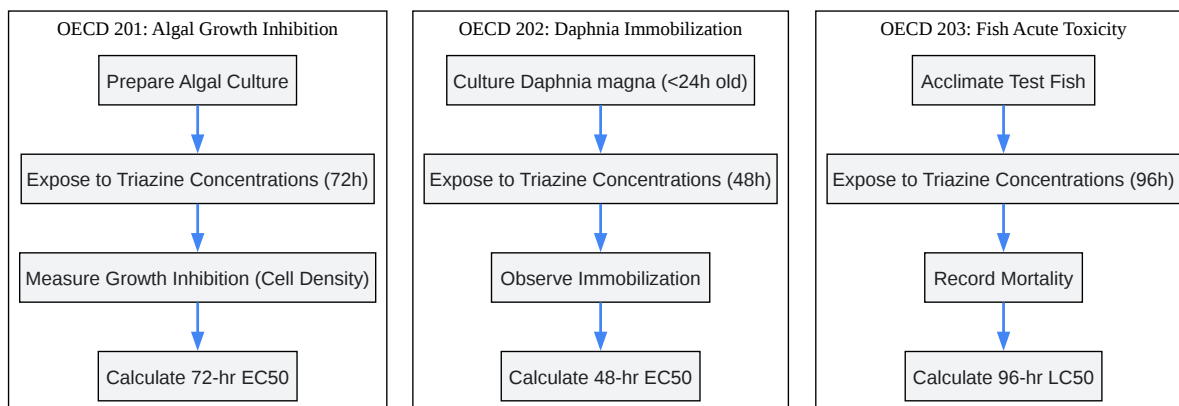 OECD 201: Algal Growth Inhibition
Prepare Algal Culture
Expose to Triazine Concentrations (72h)
Measure Growth Inhibition (Cell Density)
Calculate 72-hr EC50
OECD 202: Daphnia Immobilization
Culture Daphnia magna (<24h old)
Expose to Triazine Concentrations (48h)
Observe Immobilization
Calculate 48-hr EC50
OECD 203: Fish Acute Toxicity
Acclimate Test Fish
Expose to Triazine Concentrations (96h)
Record Mortality
Calculate 96-hr LC50